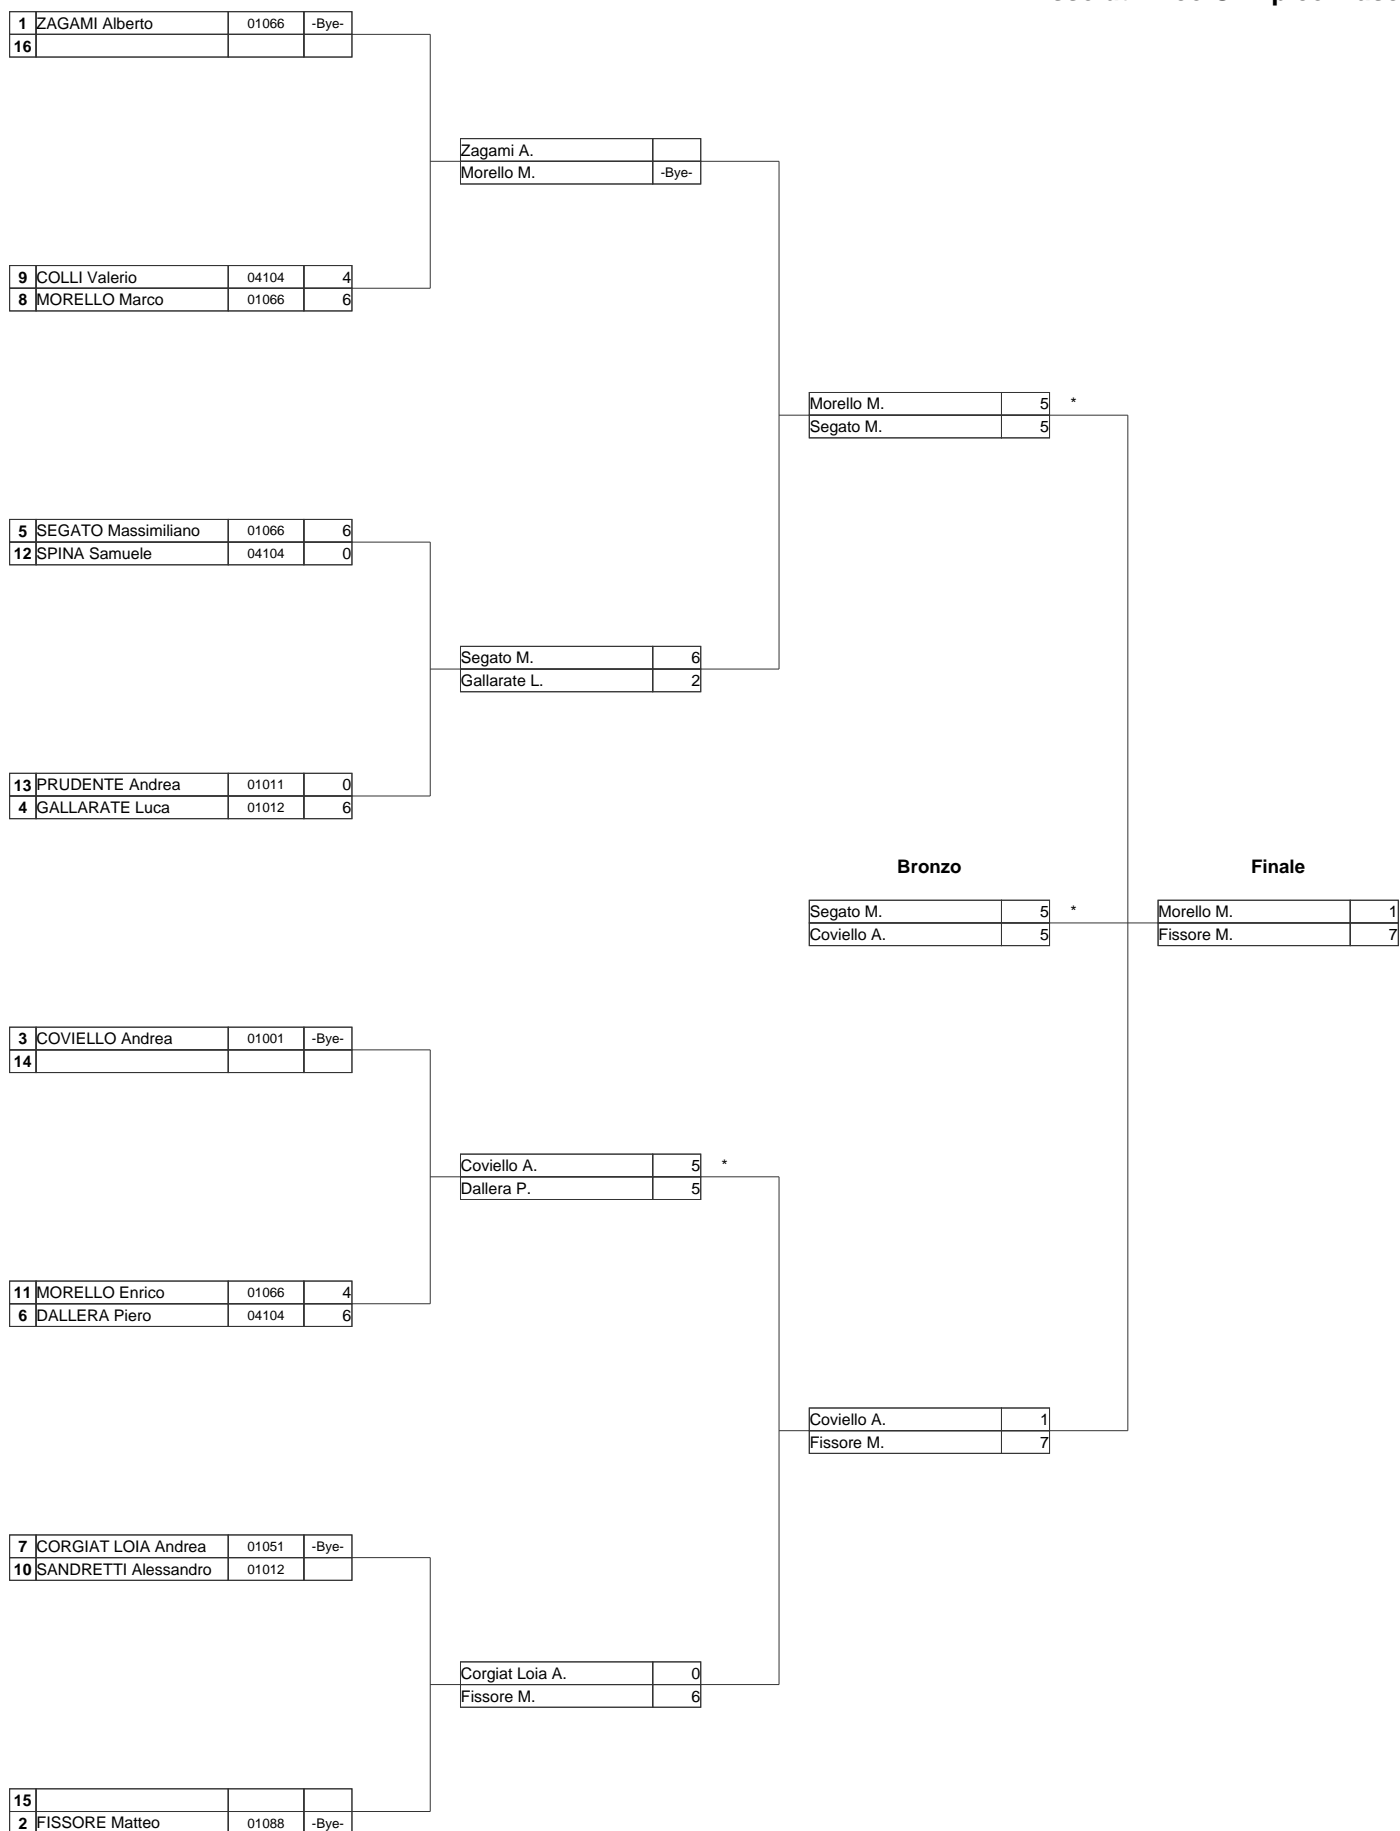 1 ZAGAMI Alberto 01066 -Bye-
16
Zagami A.
Morello M. -Bye-
9 COLLI Valerio 04104 4
8 MORELLO Marco 01066 6
Morello M. 5 *
Segato M. 5
5 SEGATO Massimiliano 01066 6
12 SPINA Samuele 04104 0
Segato M. 6
Gallarate L. 2
13 PRUDENTE Andrea 01011 0
4 GALLARATE Luca 01012 6
Bronzo Finale
Segato M. 5 * Morello M. 1
Coviello A. 5 Fissore M. 7
3 COVIELLO Andrea 01001 -Bye-
14
Coviello A. 5 *
Dallera P. 5
11 MORELLO Enrico 01066 4
6 DALLERA Piero 04104 6
Coviello A. 1
Fissore M. 7
7 CORGIAT LOIA Andrea 01051 -Bye-
10 SANDRETTI Alessandro 01012
Corgiat Loia A. 0
Fissore M. 6
15
2 FISSORE Matteo 01088 -Bye-